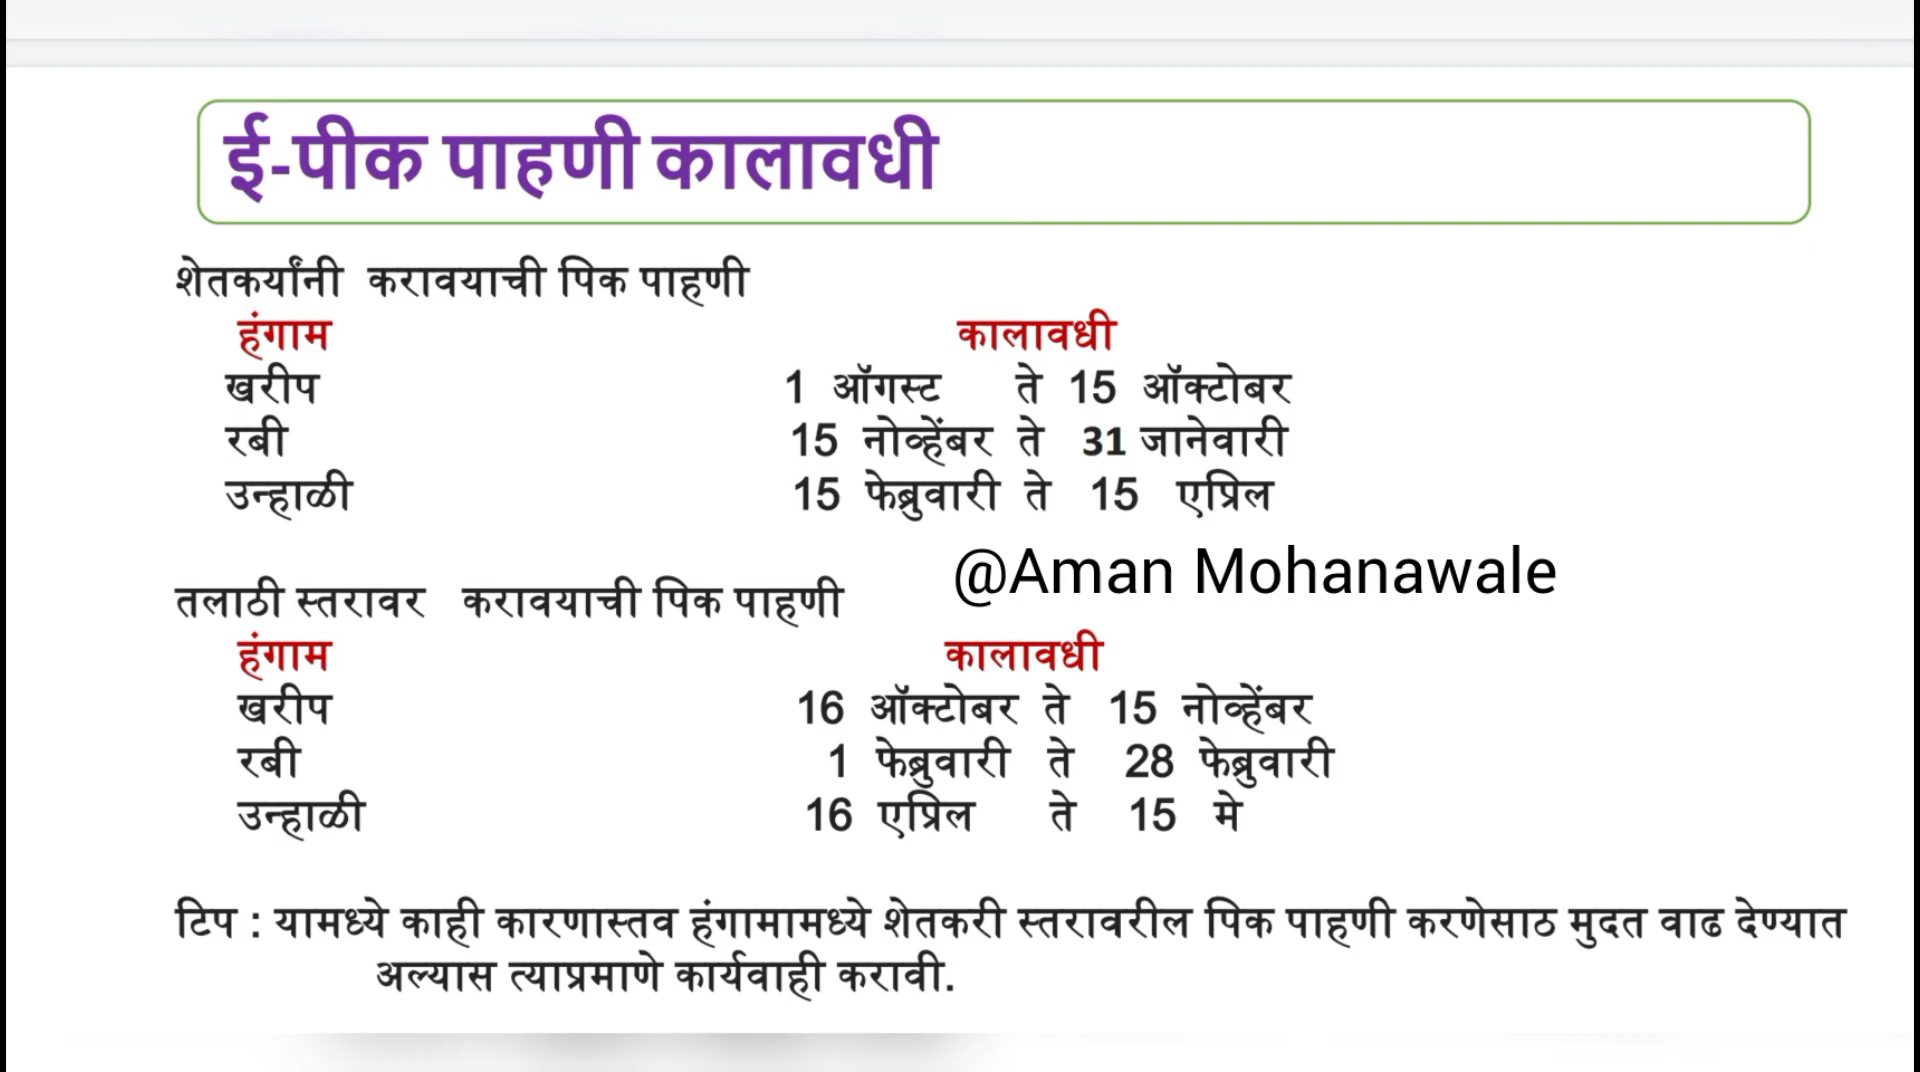 ई-पीक पाहणी कालावधी
शेतकर्यांनी करावयाची पिक पाहणी
हंगाम कालावधी
खरीप 1 ऑगस्ट ते 15 ऑक्टोबर
रबी 15 नोव्हेंबर ते 31 जानेवारी
उन्हाळी 15 फेब्रुवारी ते 15 एप्रिल
@Aman Mohanawale
तलाठी स्तरावर करावयाची पिक पाहणी
हंगाम कालावधी
खरीप 16 ऑक्टोबर ते 15 नोव्हेंबर
रबी 1 फेब्रुवारी ते 28 फेब्रुवारी
उन्हाळी 16 एप्रिल ते 15 मे
टिप : यामध्ये काही कारणास्तव हंगामामध्ये शेतकरी स्तरावरील पिक पाहणी करणेसाठ मुदत वाढ देण्यात
अल्यास त्याप्रमाणे कार्यवाही करावी.